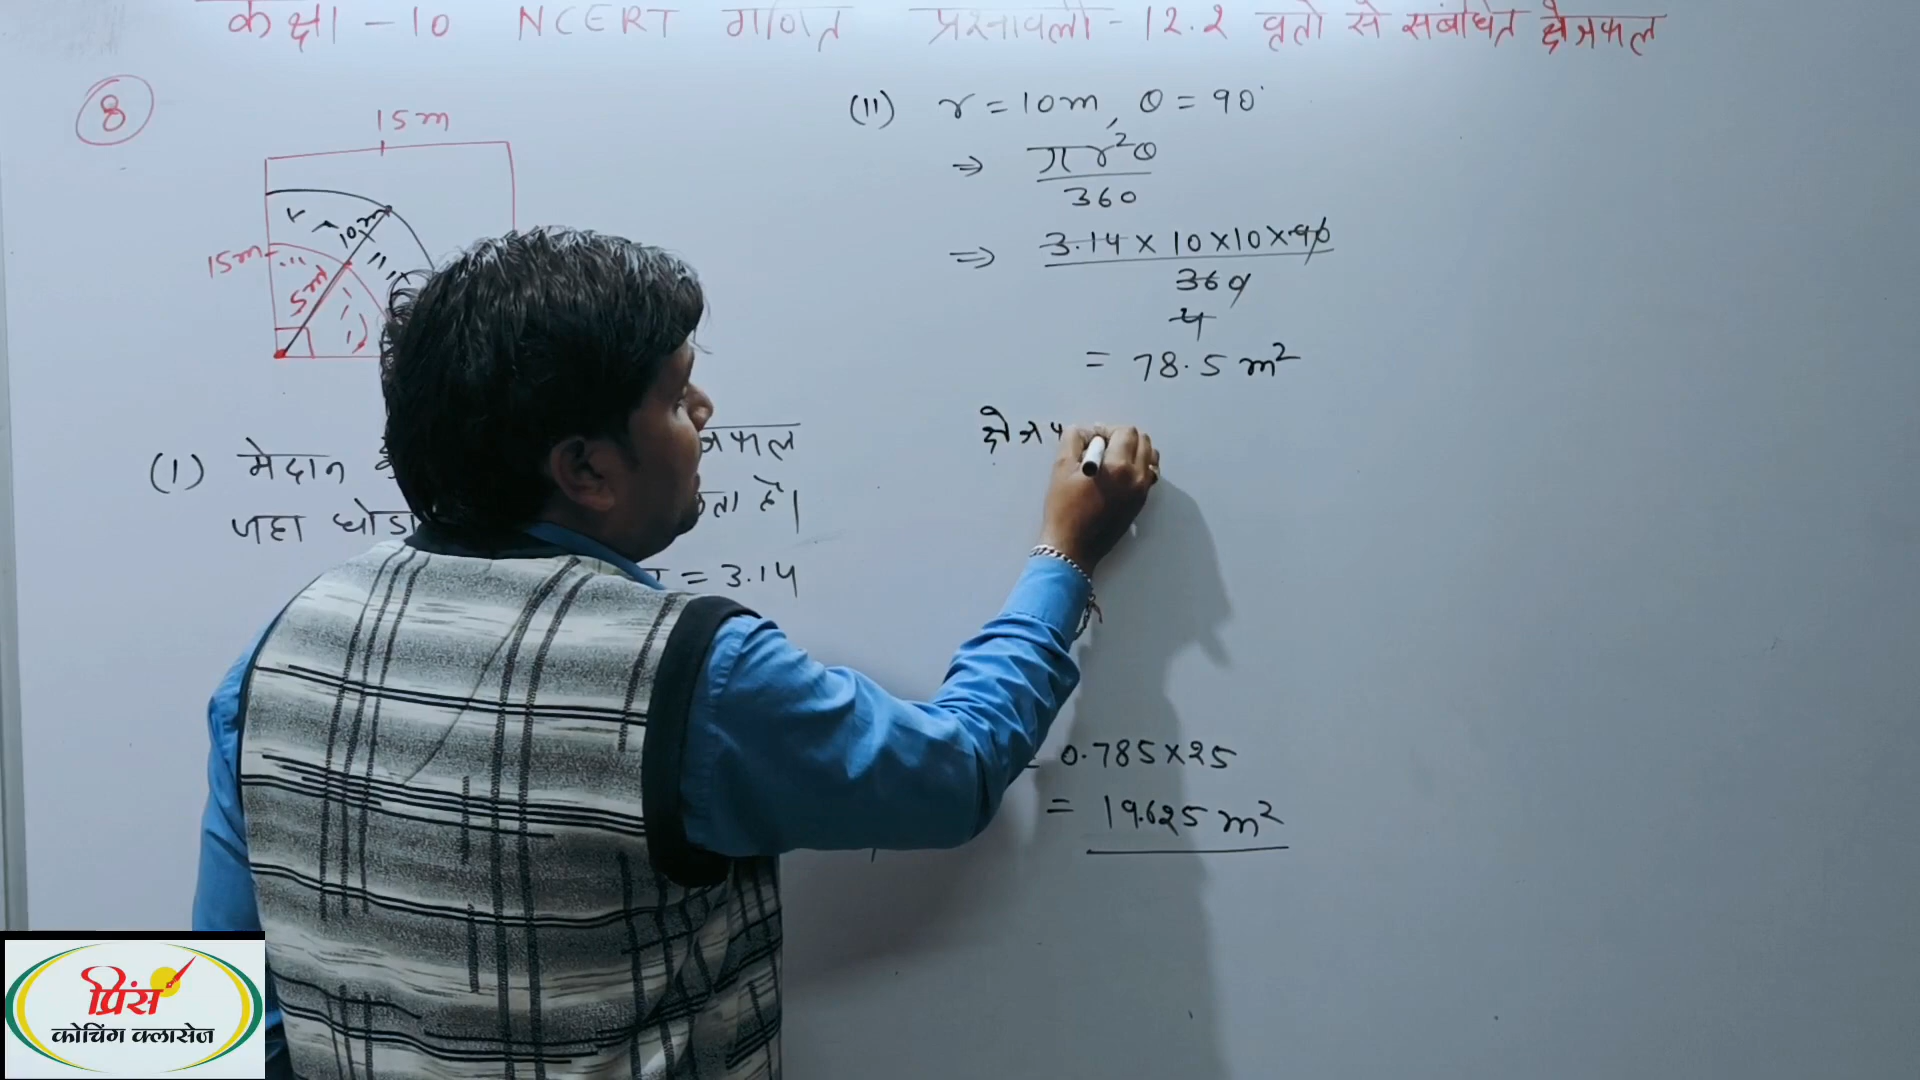 कक्षा - 10 NCERT गणित प्रश्नावली - 12.2 वृतो से संबंधित क्षेत्रफल
8
15m
15m
10m
5m
(I) मेदान
जहा घोडा
है।
= 3.14
(II) r = 10m, θ = 90°
⇒ πr²θ
360
⇒ 3.14 × 10 × 10 × 90
360
4
= 78.5 m²
= 0.785×25
= 19.625 m²
प्रिंस
कोचिंग क्लासेज